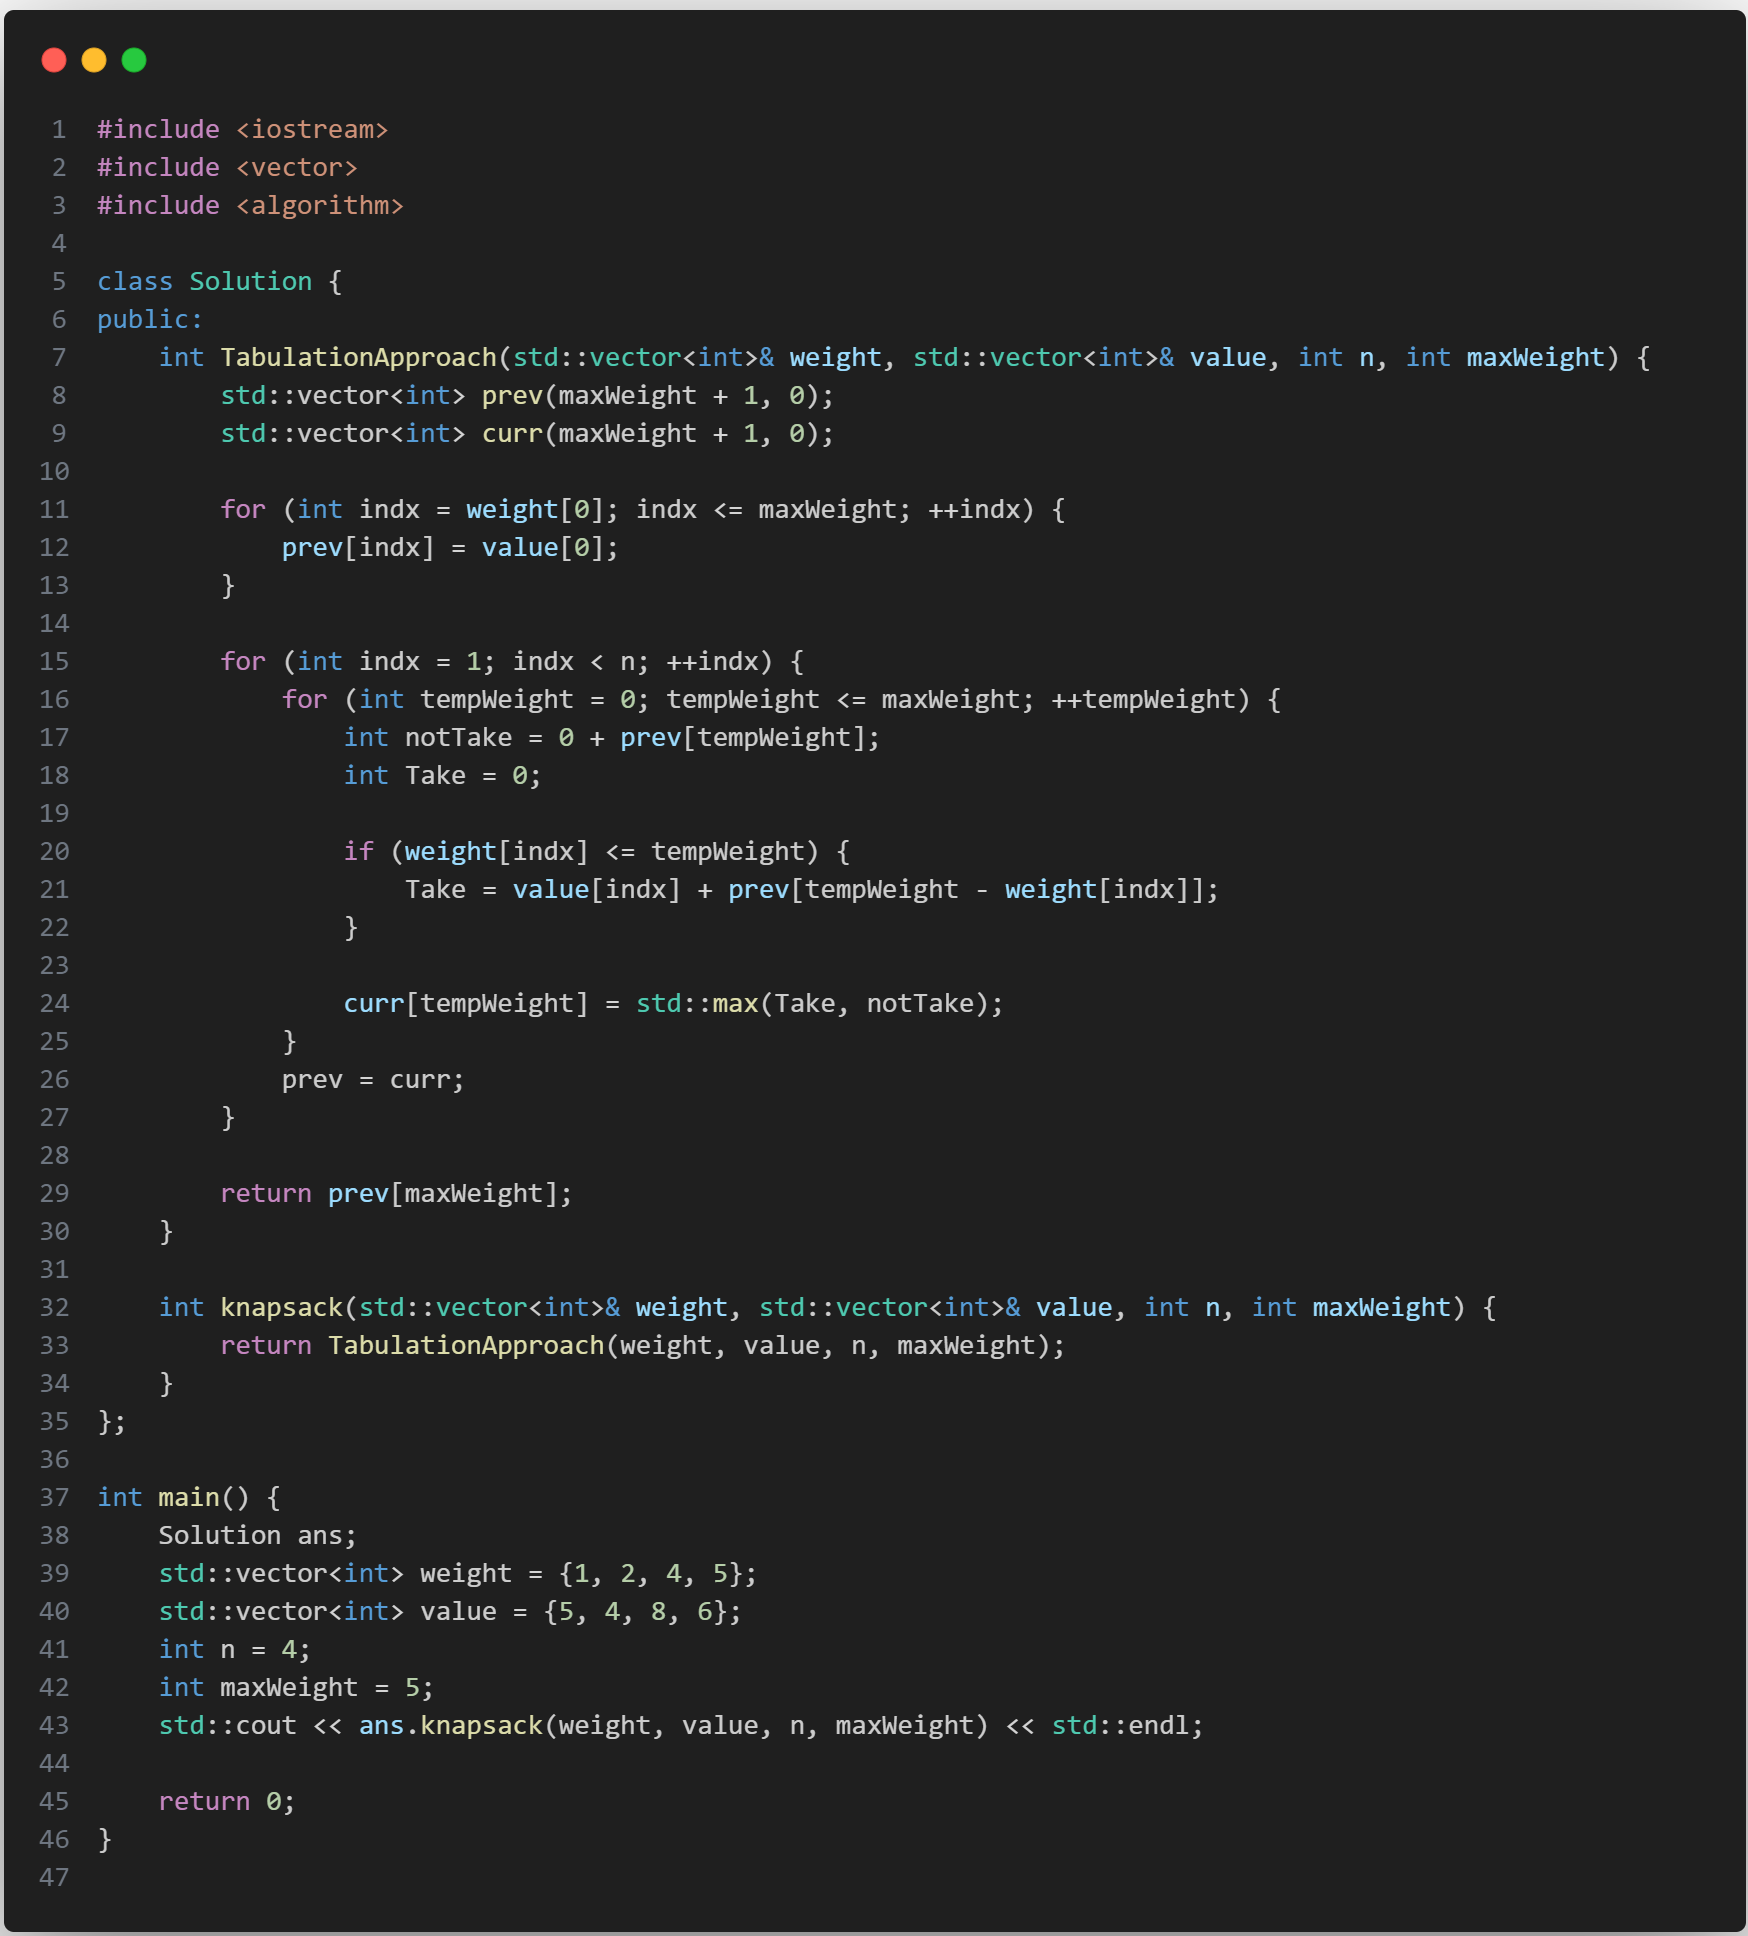 1 #include <iostream>
2 #include <vector>
3 #include <algorithm>
4
5 class Solution {
6 public:
7     int TabulationApproach(std::vector<int>& weight, std::vector<int>& value, int n, int maxWeight) {
8         std::vector<int> prev(maxWeight + 1, 0);
9         std::vector<int> curr(maxWeight + 1, 0);
10
11         for (int indx = weight[0]; indx <= maxWeight; ++indx) {
12             prev[indx] = value[0];
13         }
14
15         for (int indx = 1; indx < n; ++indx) {
16             for (int tempWeight = 0; tempWeight <= maxWeight; ++tempWeight) {
17                 int notTake = 0 + prev[tempWeight];
18                 int Take = 0;
19
20                 if (weight[indx] <= tempWeight) {
21                     Take = value[indx] + prev[tempWeight - weight[indx]];
22                 }
23
24                 curr[tempWeight] = std::max(Take, notTake);
25             }
26             prev = curr;
27         }
28
29         return prev[maxWeight];
30     }
31
32     int knapsack(std::vector<int>& weight, std::vector<int>& value, int n, int maxWeight) {
33         return TabulationApproach(weight, value, n, maxWeight);
34     }
35 };
36
37 int main() {
38     Solution ans;
39     std::vector<int> weight = {1, 2, 4, 5};
40     std::vector<int> value = {5, 4, 8, 6};
41     int n = 4;
42     int maxWeight = 5;
43     std::cout << ans.knapsack(weight, value, n, maxWeight) << std::endl;
44
45     return 0;
46 }
47